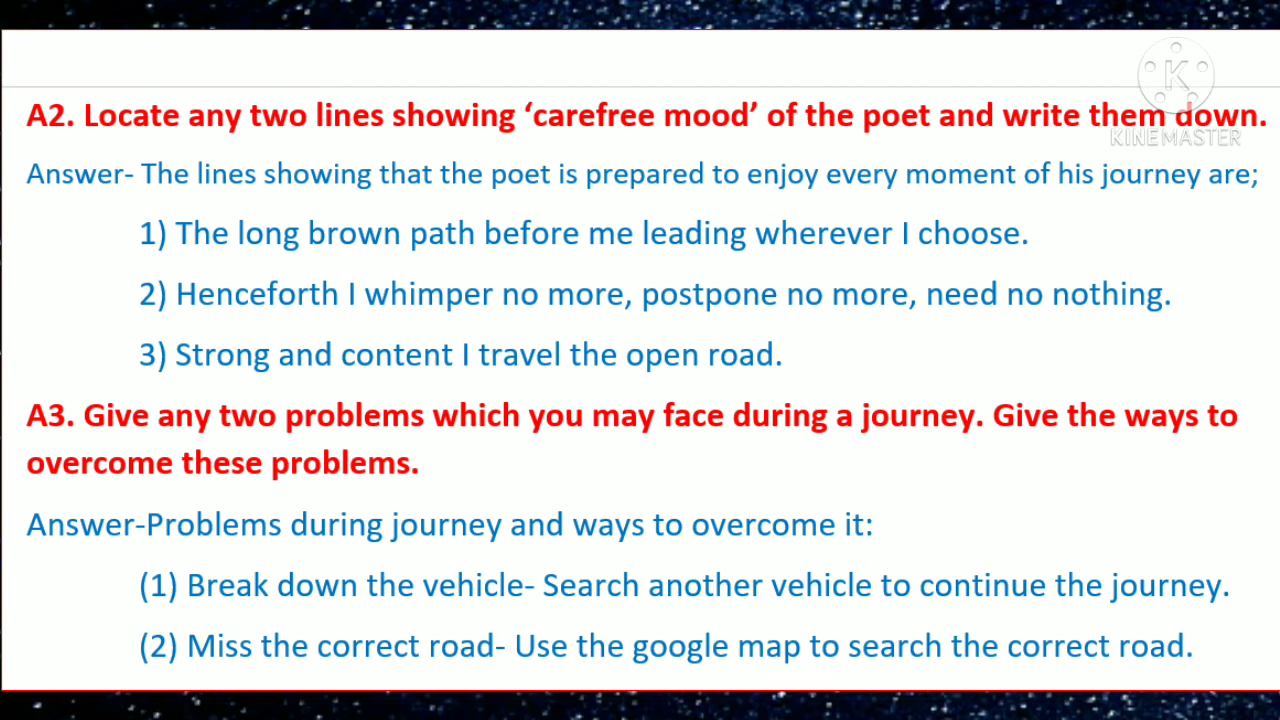 K
KINEMASTER
A2. Locate any two lines showing ‘carefree mood’ of the poet and write them down.
Answer- The lines showing that the poet is prepared to enjoy every moment of his journey are;
1) The long brown path before me leading wherever I choose.
2) Henceforth I whimper no more, postpone no more, need no nothing.
3) Strong and content I travel the open road.
A3. Give any two problems which you may face during a journey. Give the ways to
overcome these problems.
Answer-Problems during journey and ways to overcome it:
(1) Break down the vehicle- Search another vehicle to continue the journey.
(2) Miss the correct road- Use the google map to search the correct road.